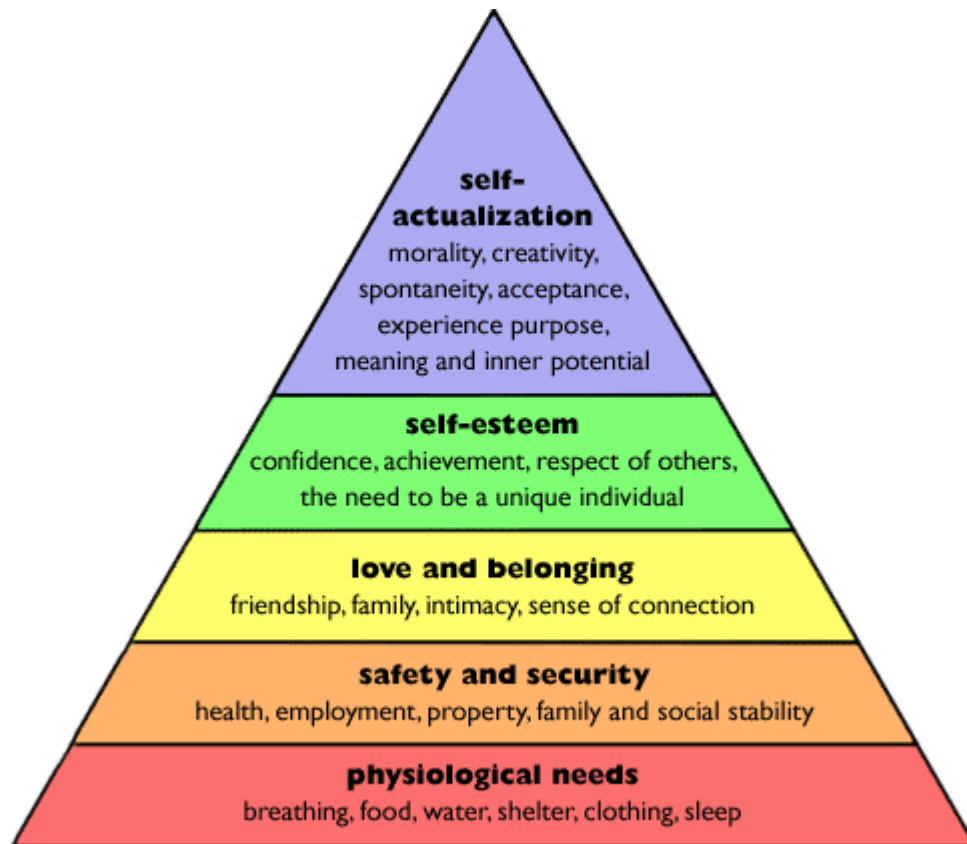 self-
actualization
morality, creativity,
spontaneity, acceptance,
experience purpose,
meaning and inner potential
self-esteem
confidence, achievement, respect of others,
the need to be a unique individual
love and belonging
friendship, family, intimacy, sense of connection
safety and security
health, employment, property, family and social stability
physiological needs
breathing, food, water, shelter, clothing, sleep